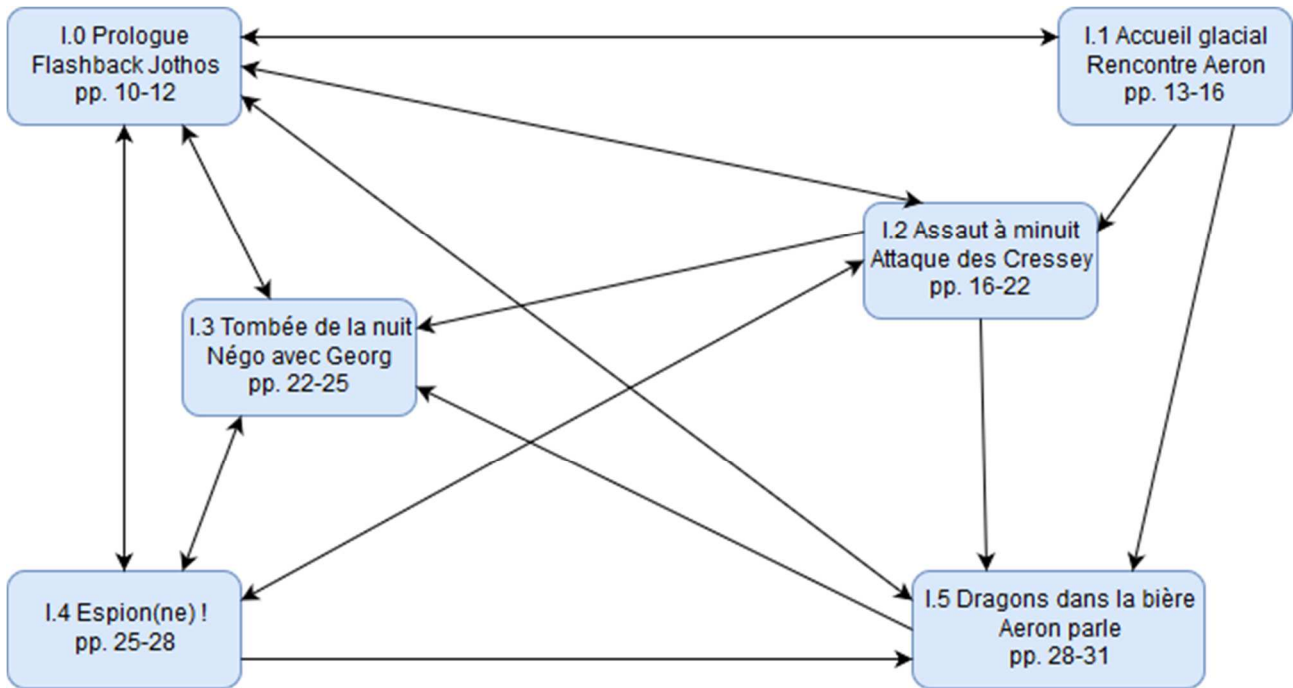 I.0 Prologue
Flashback Jothos
pp. 10-12
I.1 Accueil glacial
Rencontre Aeron
pp. 13-16
I.2 Assaut à minuit
Attaque des Cressey
pp. 16-22
I.3 Tombée de la nuit
Négo avec Georg
pp. 22-25
I.4 Espion(ne) !
pp. 25-28
I.5 Dragons dans la bière
Aeron parle
pp. 28-31